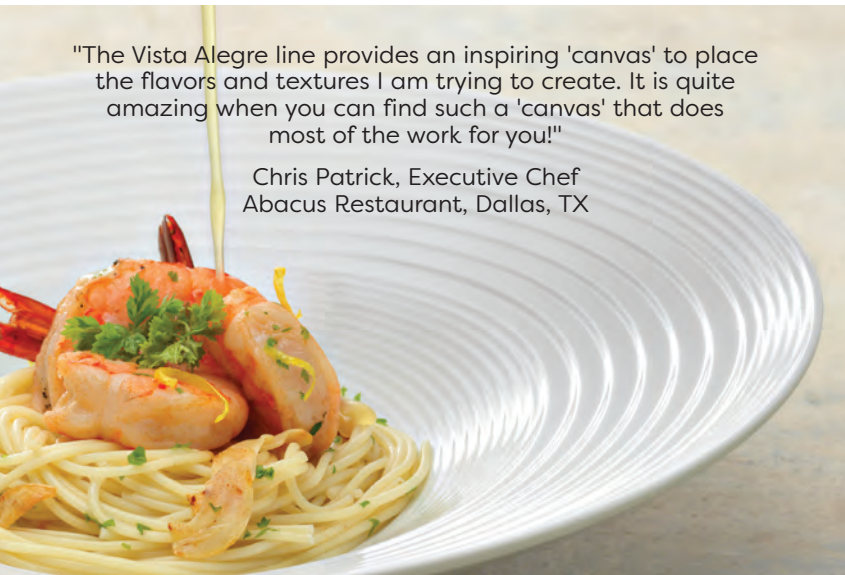 "The Vista Alegre line provides an inspiring 'canvas' to place
the flavors and textures I am trying to create. It is quite
amazing when you can find such a 'canvas' that does
most of the work for you!"
Chris Patrick, Executive Chef
Abacus Restaurant, Dallas, TX